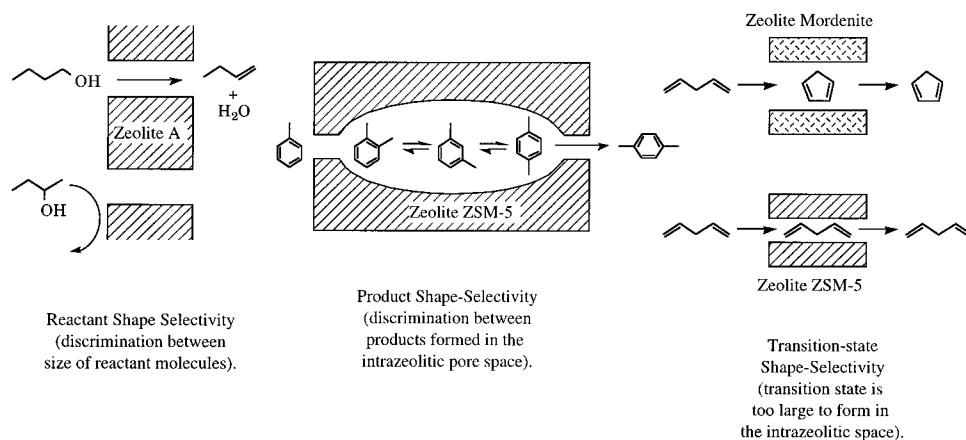 Zeolite Mordenite
OH
+
H₂O
Zeolite A
OH
Zeolite ZSM-5
Zeolite ZSM-5
Reactant Shape Selectivity
(discrimination between
size of reactant molecules).
Product Shape-Selectivity
(discrimination between
products formed in the
intrazeolitic pore space).
Transition-state
Shape-Selectivity
(transition state is
too large to form in
the intrazeolitic space).